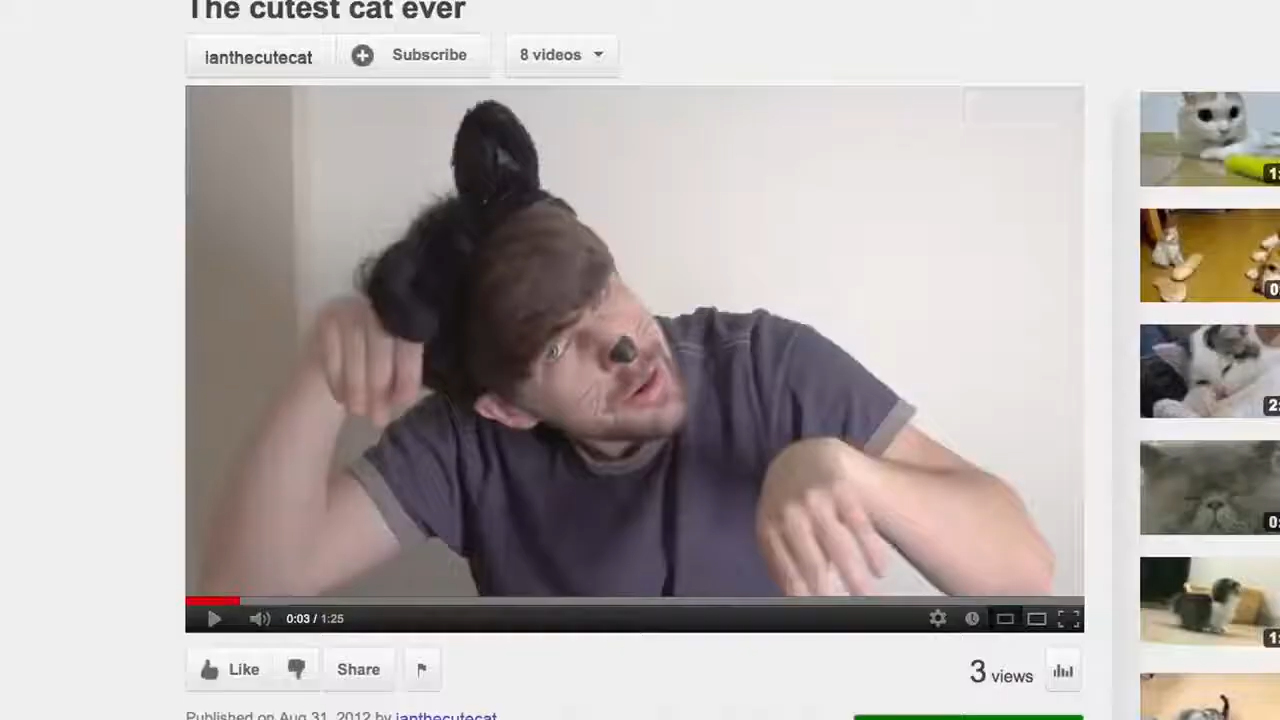 The cutest cat ever
ianthecutecat
Subscribe
8 videos
0:03 / 1:25
Like
Share
3 views
Published on Aug 31, 2012 by ianthecutecat